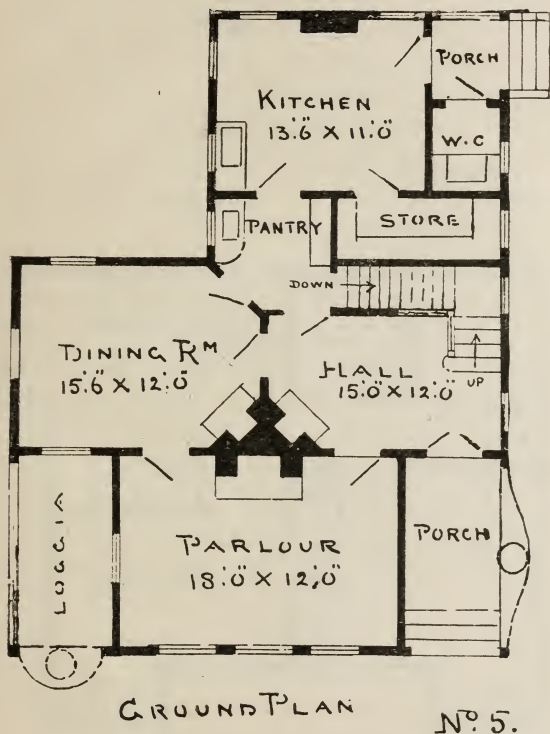 PORCH
KITCHEN
13'.6" X 11'.0"
W.C
PANTRY
STORE
DOWN
DINING RM
15'.6" X 12'.0"
HALL
15'.0" X 12'.0"
UP
LOGGIA
PARLOUR
18'.0" X 12'.0"
PORCH
GROUND PLAN
No. 5.